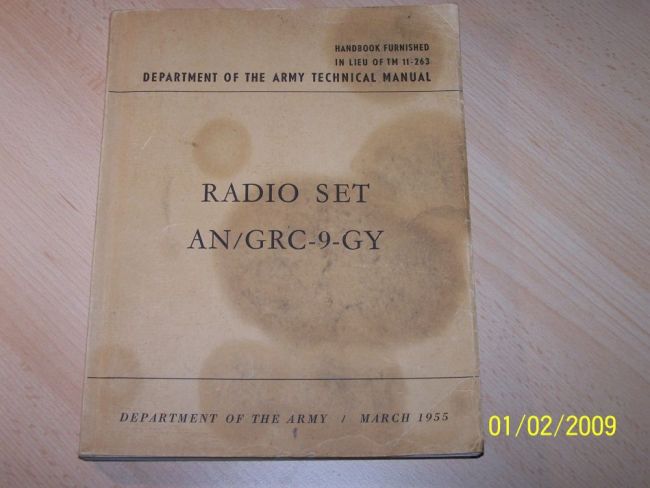 HANDBOOK FURNISHED
IN LIEU OF TM 11-263
DEPARTMENT OF THE ARMY TECHNICAL MANUAL
RADIO SET
AN/GRC-9-GY
DEPARTMENT OF THE ARMY / MARCH 1955
01/02/2009